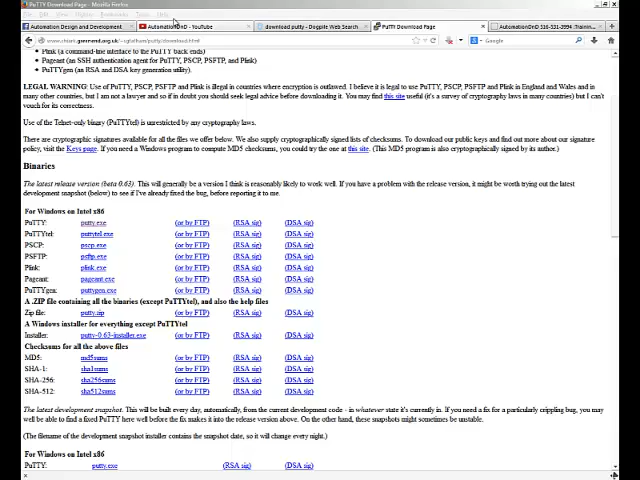 PuTTY Download Page - Mozilla Firefox
File Edit View History Bookmarks Tools Help
Automation Design and Development ... AutomationDnD - YouTube download putty - Dogpile Web Search PuTTY Download Page AutomationDnD 316-331-3994 :Trainin...
www.chiark.greenend.org.uk/~sgtatham/putty/download.html Google
Plink (a command-line interface to the PuTTY back ends)
Pageant (an SSH authentication agent for PuTTY, PSCP, PSFTP, and Plink)
PuTTYgen (an RSA and DSA key generation utility).
LEGAL WARNING: Use of PuTTY, PSCP, PSFTP and Plink is illegal in countries where encryption is outlawed. I believe it is legal to use PuTTY, PSCP, PSFTP and Plink in England and Wales and in
many other countries, but I am not a lawyer and so if in doubt you should seek legal advice before downloading it. You may find this site useful (it's a survey of cryptography laws in many countries) but I can't
vouch for its correctness.
Use of the Telnet-only binary (PuTTYtel) is unrestricted by any cryptography laws.
There are cryptographic signatures available for all the files we offer below. We also supply cryptographically signed lists of checksums. To download our public keys and find out more about our signature
policy, visit the Keys page. If you need a Windows program to compute MD5 checksums, you could try the one at this site. (This MD5 program is also cryptographically signed by its author.)
Binaries
The latest release version (beta 0.63). This will generally be a version I think is reasonably likely to work well. If you have a problem with the release version, it might be worth trying out the latest
development snapshot (below) to see if I've already fixed the bug, before reporting it to me.
For Windows on Intel x86
PuTTY: putty.exe (or by FTP) (RSA sig) (DSA sig)
PuTTYtel: puttytel.exe (or by FTP) (RSA sig) (DSA sig)
PSCP: pscp.exe (or by FTP) (RSA sig) (DSA sig)
PSFTP: psftp.exe (or by FTP) (RSA sig) (DSA sig)
Plink: plink.exe (or by FTP) (RSA sig) (DSA sig)
Pageant: pageant.exe (or by FTP) (RSA sig) (DSA sig)
PuTTYgen: puttygen.exe (or by FTP) (RSA sig) (DSA sig)
A .ZIP file containing all the binaries (except PuTTYtel), and also the help files
Zip file: putty.zip (or by FTP) (RSA sig) (DSA sig)
A Windows installer for everything except PuTTYtel
Installer: putty-0.63-installer.exe (or by FTP) (RSA sig) (DSA sig)
Checksums for all the above files
MD5: md5sums (or by FTP) (RSA sig) (DSA sig)
SHA-1: sha1sums (or by FTP) (RSA sig) (DSA sig)
SHA-256: sha256sums (or by FTP) (RSA sig) (DSA sig)
SHA-512: sha512sums (or by FTP) (RSA sig) (DSA sig)
The latest development snapshot. This will be built every day, automatically, from the current development code - in whatever state it's currently in. If you need a fix for a particularly crippling bug, you may
well be able to find a fixed PuTTY here well before the fix makes it into the release version above. On the other hand, these snapshots might sometimes be unstable.
(The filename of the development snapshot installer contains the snapshot date, so it will change every night.)
For Windows on Intel x86
PuTTY: putty.exe (RSA sig) (DSA sig)